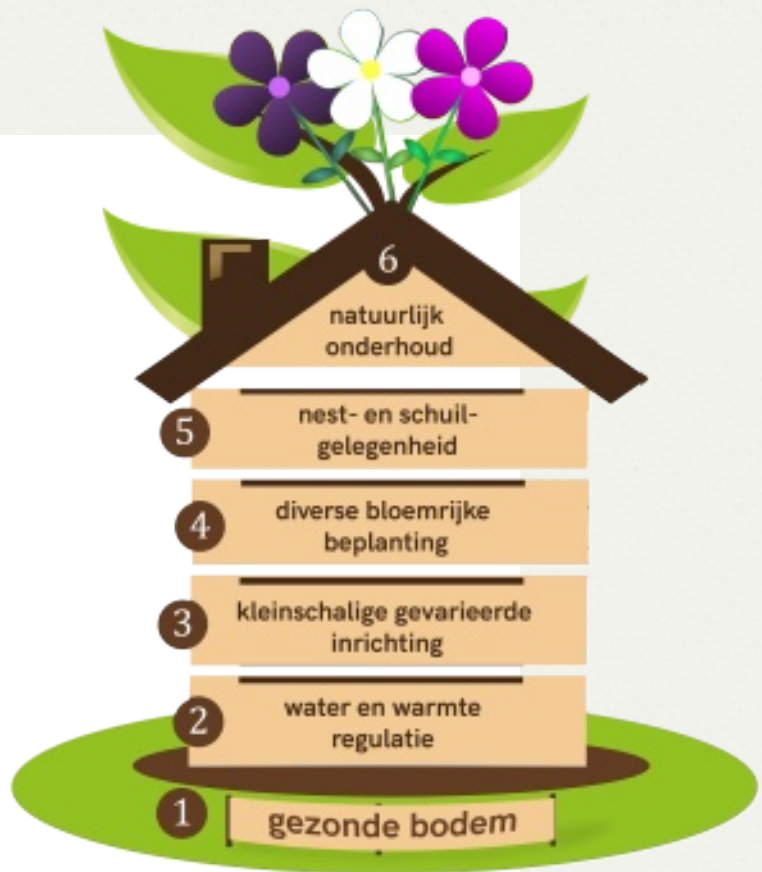 6
natuurlijk
onderhoud
5
nest- en schuil-
gelegenheid
4
diverse bloemrijke
beplanting
3
kleinschalige gevarieerde
inrichting
2
water en warmte
regulatie
1
gezonde bodem